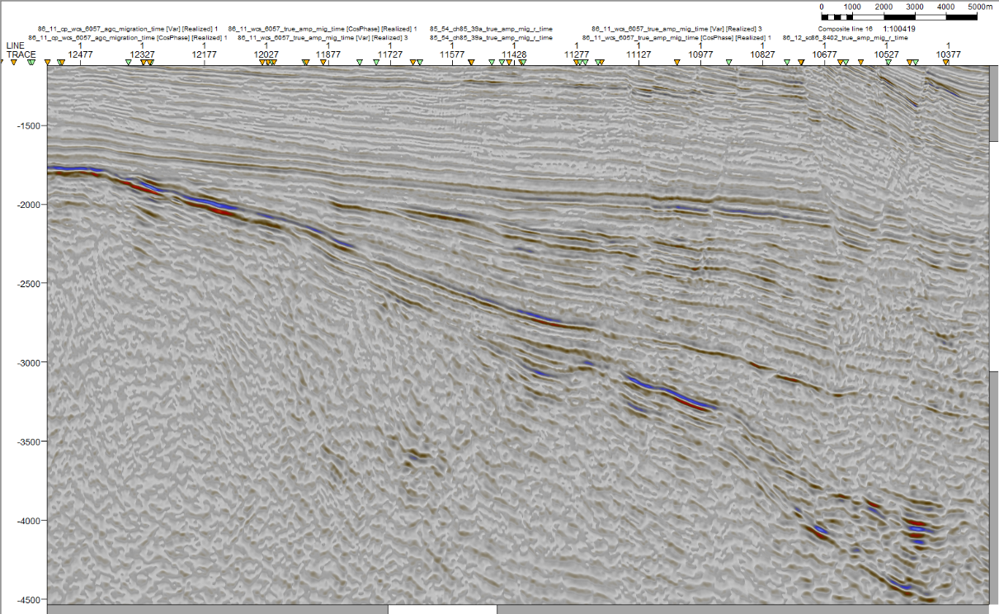 0 1000 2000 3000 4000 5000m
86_11_cp_wcs_6057_agc_migration_time [Var] [Realized] 1 86_11_wcs_6057_true_amp_mig_time [CosPhase] [Realized] 1 85_54_ch85_39a_true_amp_mig_r_time 86_11_wcs_6057_true_amp_mig_time [Var] [Realized] 3 Composite line 16 1:100419
86_11_cp_wcs_6057_agc_migration_time [CosPhase] [Realized] 1 86_11_wcs_6057_true_amp_mig_time [Var] [Realized] 3 85_54_ch85_39a_true_amp_mig_r_time 86_11_wcs_6057_true_amp_mig_time [CosPhase] [Realized] 1 86_12_sc86_8402_true_amp_mig_r_time
LINE 1 1 1 1 1 1 1 1 1 1 1 1 1 1 1
TRACE 12477 12327 12177 12027 11877 11727 11577 11428 11277 11127 10977 10827 10677 10527 10377
-1500
-2000
-2500
-3000
-3500
-4000
-4500